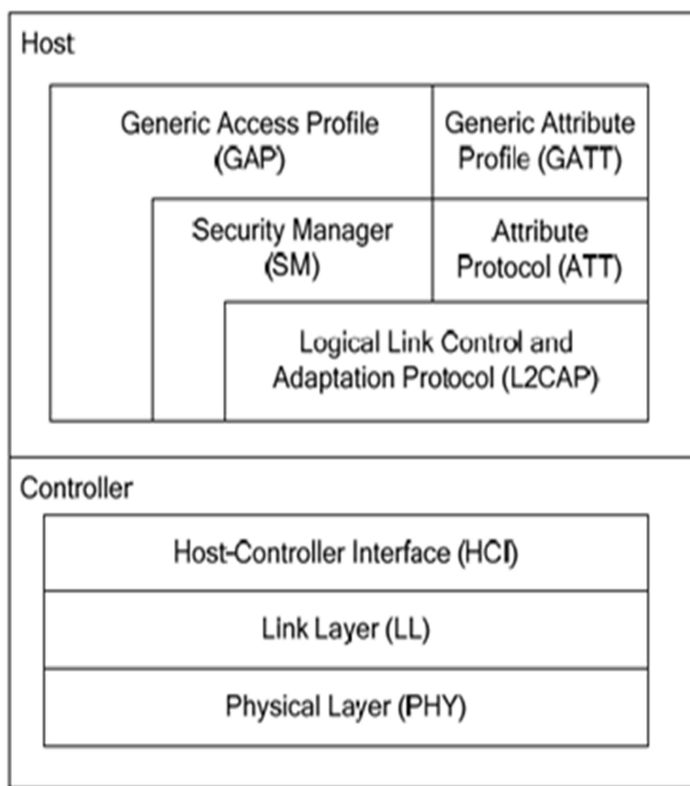 Host
Generic Access Profile
(GAP)
Generic Attribute
Profile (GATT)
Security Manager
(SM)
Attribute
Protocol (ATT)
Logical Link Control and
Adaptation Protocol (L2CAP)
Controller
Host-Controller Interface (HCI)
Link Layer (LL)
Physical Layer (PHY)